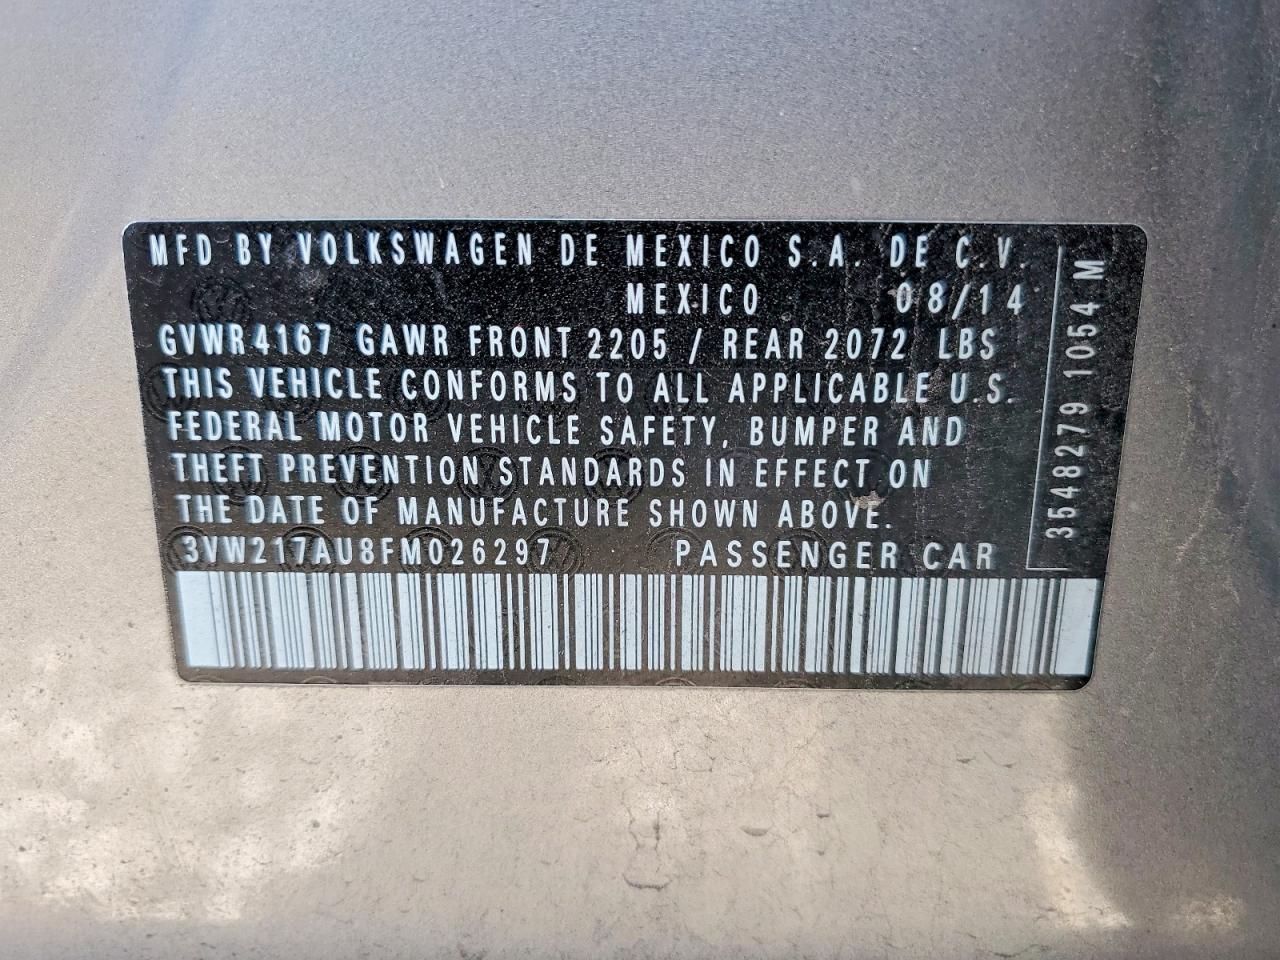 MFD BY VOLKSWAGEN DE MEXICO S.A. DE C.V.
MEXICO 08/14
GVWR 4167 GAWR FRONT 2205 / REAR 2072 LBS
THIS VEHICLE CONFORMS TO ALL APPLICABLE U.S.
FEDERAL MOTOR VEHICLE SAFETY, BUMPER AND
THEFT PREVENTION STANDARDS IN EFFECT ON
THE DATE OF MANUFACTURE SHOWN ABOVE.
3VW217AU8FM026297 PASSENGER CAR
3548279 1054 M